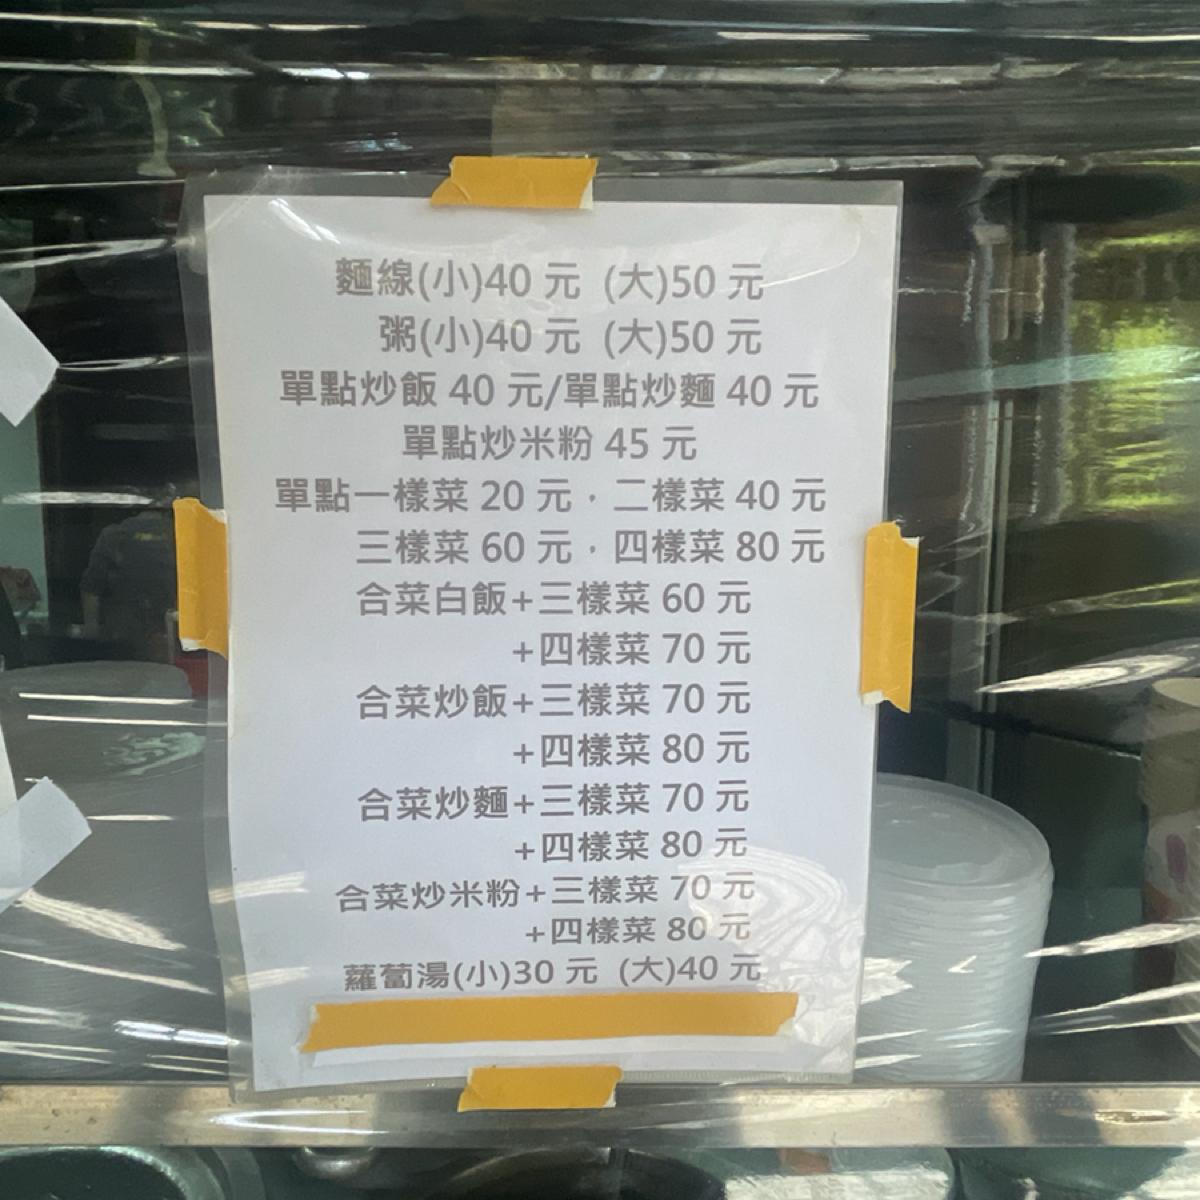 麵線(小)40 元 (大)50 元
粥(小)40 元 (大)50 元
單點炒飯 40 元/單點炒麵 40 元
單點炒米粉 45 元
單點一樣菜 20 元，二樣菜 40 元
三樣菜 60 元，四樣菜 80 元
合菜白飯+三樣菜 60 元
+四樣菜 70 元
合菜炒飯+三樣菜 70 元
+四樣菜 80 元
合菜炒麵+三樣菜 70 元
+四樣菜 80 元
合菜炒米粉+三樣菜 70 元
+四樣菜 80 元
蘿蔔湯(小)30 元 (大)40 元